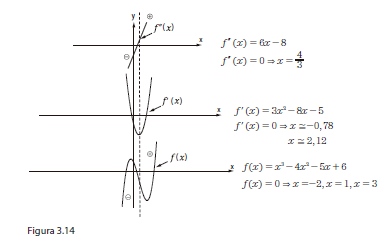 y ⊕
f"(x)
x
⊖
f"(x) = 6x − 8
f"(x) = 0 ⇒ x = 4/3
f'(x)
x
f'(x) = 3x² − 8x − 5
f'(x) = 0 ⇒ x ≅ −0,78
x ≅ 2,12
⊕
f(x)
x
⊖
f(x) = x³ − 4x² − 5x + 6
f(x) = 0 ⇒ x = −2, x = 1, x = 3
Figura 3.14